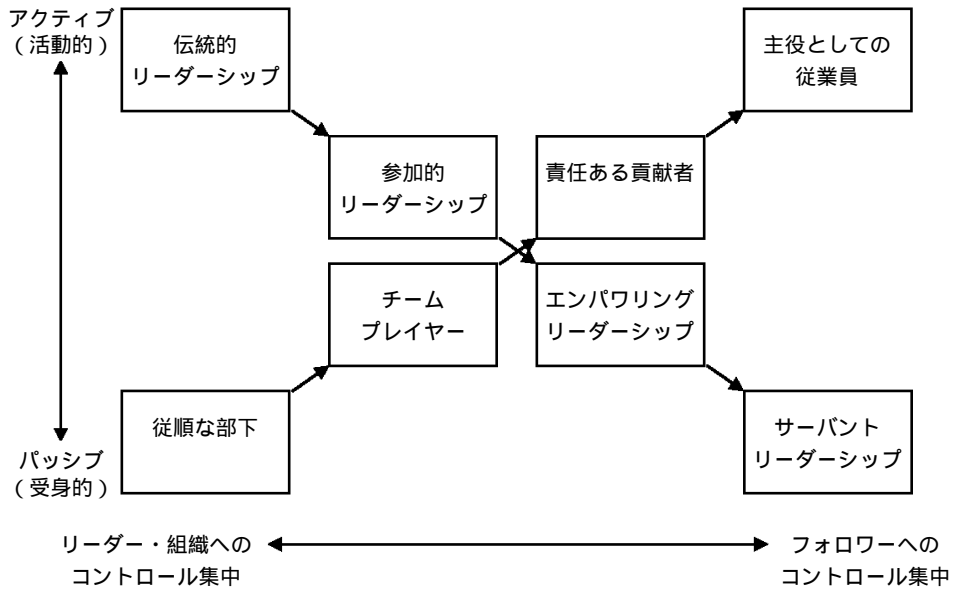 アクティブ
（活動的）
伝統的
リーダーシップ
主役としての
従業員
参加的
リーダーシップ
責任ある貢献者
チーム
プレイヤー
エンパワリング
リーダーシップ
従順な部下
サーバント
リーダーシップ
パッシブ
（受身的）
リーダー・組織への
コントロール集中
フォロワーへの
コントロール集中